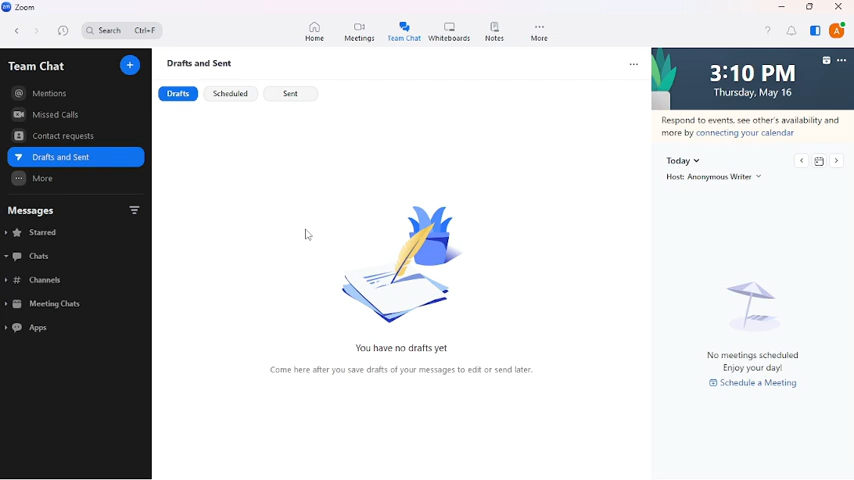 Zoom
Search Ctrl+F
Home
Meetings
Team Chat
Whiteboards
Notes
More
A
Team Chat
Mentions
Missed Calls
Contact requests
Drafts and Sent
More
Messages
Starred
Chats
Channels
Meeting Chats
Apps
Drafts and Sent
Drafts
Scheduled
Sent
You have no drafts yet
Come here after you save drafts of your messages to edit or send later.
3:10 PM
Thursday, May 16
Respond to events, see other's availability and
more by connecting your calendar
Today
Host: Anonymous Writer
No meetings scheduled
Enjoy your day!
Schedule a Meeting